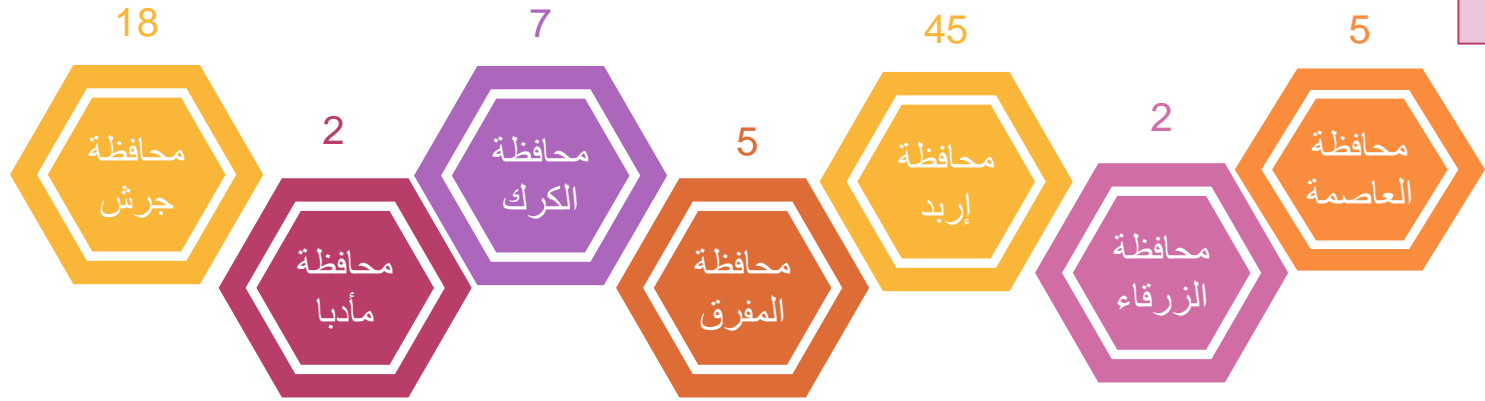 5
محافظة
العاصمة
2
محافظة
الزرقاء
45
محافظة
إربد
5
محافظة
المفرق
7
محافظة
الكرك
2
محافظة
مأدبا
18
محافظة
جرش